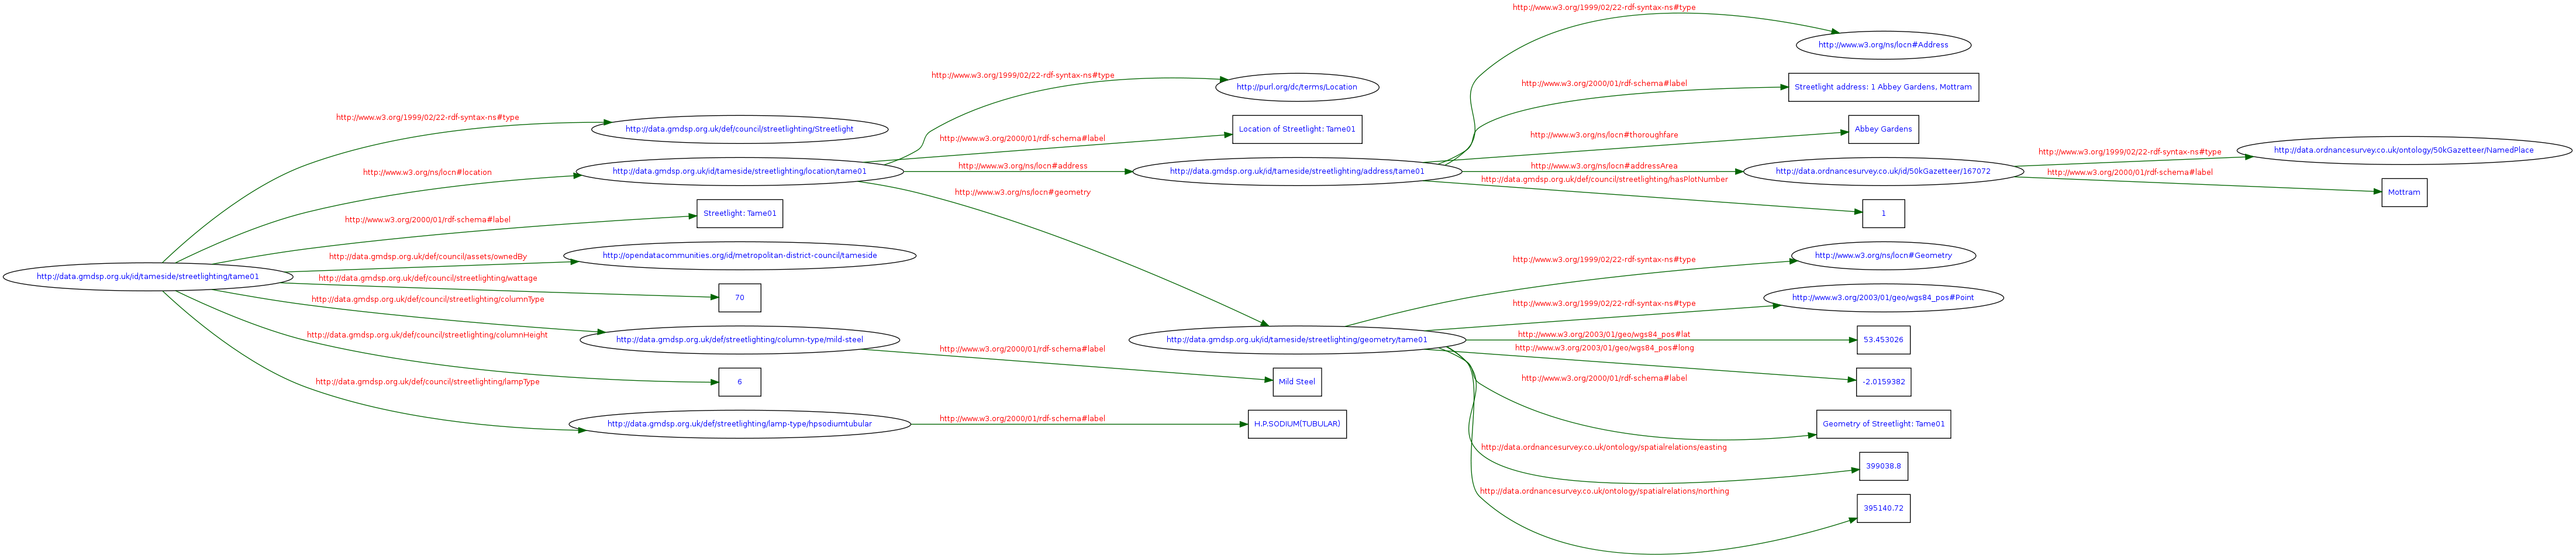 http://www.w3.org/1999/02/22-rdf-syntax-ns#type
http://www.w3.org/ns/locn#Address
http://www.w3.org/1999/02/22-rdf-syntax-ns#type
http://purl.org/dc/terms/Location
http://www.w3.org/2000/01/rdf-schema#label
Streetlight address: 1 Abbey Gardens, Mottram
http://www.w3.org/1999/02/22-rdf-syntax-ns#type
http://data.gmdsp.org.uk/def/council/streetlighting/Streetlight
http://www.w3.org/2000/01/rdf-schema#label
Location of Streetlight: Tame01
http://www.w3.org/ns/locn#thoroughfare
Abbey Gardens
http://www.w3.org/1999/02/22-rdf-syntax-ns#type
http://data.ordnancesurvey.co.uk/ontology/50kGazetteer/NamedPlace
http://www.w3.org/ns/locn#location
http://data.gmdsp.org.uk/id/tameside/streetlighting/location/tame01
http://www.w3.org/ns/locn#address
http://data.gmdsp.org.uk/id/tameside/streetlighting/address/tame01
http://www.w3.org/ns/locn#addressArea
http://data.ordnancesurvey.co.uk/id/50kGazetteer/167072
http://www.w3.org/2000/01/rdf-schema#label
Mottram
http://www.w3.org/ns/locn#geometry
http://data.gmdsp.org.uk/def/council/streetlighting/hasPlotNumber
1
http://www.w3.org/2000/01/rdf-schema#label
Streetlight: Tame01
http://data.gmdsp.org.uk/id/tameside/streetlighting/tame01
http://data.gmdsp.org.uk/def/council/assets/ownedBy
http://opendatacommunities.org/id/metropolitan-district-council/tameside
http://www.w3.org/1999/02/22-rdf-syntax-ns#type
http://www.w3.org/ns/locn#Geometry
http://data.gmdsp.org.uk/def/council/streetlighting/wattage
70
http://www.w3.org/1999/02/22-rdf-syntax-ns#type
http://www.w3.org/2003/01/geo/wgs84_pos#Point
http://data.gmdsp.org.uk/def/council/streetlighting/columnType
http://data.gmdsp.org.uk/def/streetlighting/column-type/mild-steel
http://data.gmdsp.org.uk/id/tameside/streetlighting/geometry/tame01
http://www.w3.org/2003/01/geo/wgs84_pos#lat
53.453026
http://data.gmdsp.org.uk/def/council/streetlighting/columnHeight
6
http://www.w3.org/2000/01/rdf-schema#label
Mild Steel
http://www.w3.org/2003/01/geo/wgs84_pos#long
-2.0159382
http://data.gmdsp.org.uk/def/council/streetlighting/lampType
http://data.gmdsp.org.uk/def/streetlighting/lamp-type/hpsodiumtubular
http://www.w3.org/2000/01/rdf-schema#label
H.P.SODIUM(TUBULAR)
http://www.w3.org/2000/01/rdf-schema#label
Geometry of Streetlight: Tame01
http://data.ordnancesurvey.co.uk/ontology/spatialrelations/easting
399038.8
http://data.ordnancesurvey.co.uk/ontology/spatialrelations/northing
395140.72